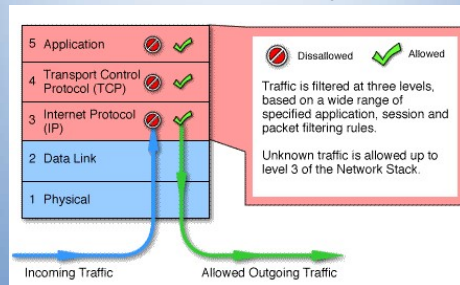 5 Application
4 Transport Control
Protocol (TCP)
3 Internet Protocol
(IP)
2 Data Link
1 Physical
Disallowed
Allowed
Traffic is filtered at three levels,
based on a wide range of
specified application, session and
packet filtering rules.
Unknown traffic is allowed up to
level 3 of the Network Stack.
Incoming Traffic
Allowed Outgoing Traffic